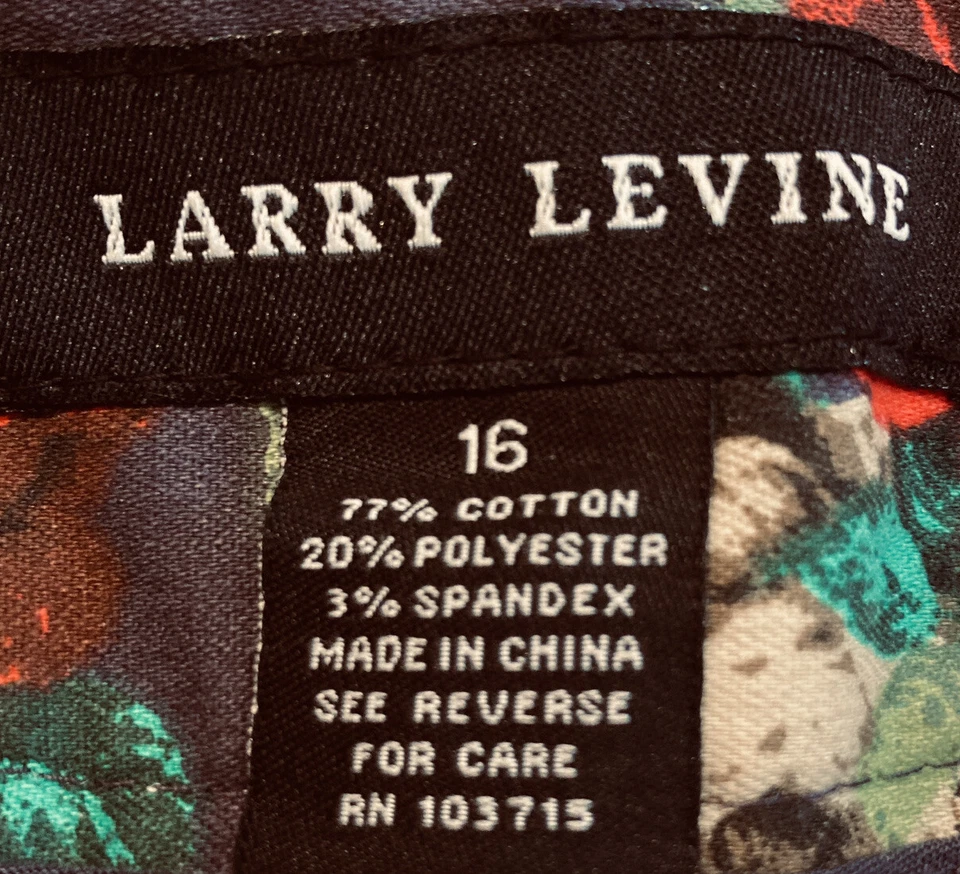 LARRY LEVINE
16
77% COTTON
20% POLYESTER
3% SPANDEX
MADE IN CHINA
SEE REVERSE
FOR CARE
RN 103715